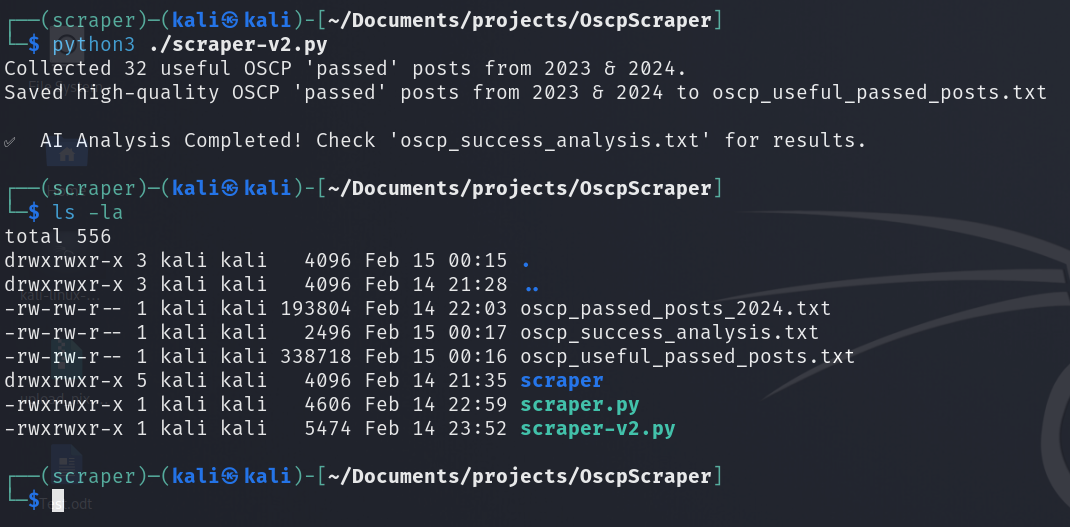 ┌──(scraper)─(kali㉿kali)-[~/Documents/projects/OscpScraper]
└─$ python3 ./scraper-v2.py
Collected 32 useful OSCP 'passed' posts from 2023 & 2024.
Saved high-quality OSCP 'passed' posts from 2023 & 2024 to oscp_useful_passed_posts.txt
✅ AI Analysis Completed! Check 'oscp_success_analysis.txt' for results.
┌──(scraper)─(kali㉿kali)-[~/Documents/projects/OscpScraper]
└─$ ls -la
total 556
drwxrwxr-x 3 kali kali   4096 Feb 15 00:15 .
drwxrwxr-x 3 kali kali   4096 Feb 14 21:28 ..
-rw-rw-r-- 1 kali kali 193804 Feb 14 22:03 oscp_passed_posts_2024.txt
-rw-rw-r-- 1 kali kali   2496 Feb 15 00:17 oscp_success_analysis.txt
-rw-rw-r-- 1 kali kali 338718 Feb 15 00:16 oscp_useful_passed_posts.txt
drwxrwxr-x 5 kali kali   4096 Feb 14 21:35 scraper
-rwxrwxr-x 1 kali kali   4606 Feb 14 22:59 scraper.py
-rwxrwxr-x 1 kali kali   5474 Feb 14 23:52 scraper-v2.py
┌──(scraper)─(kali㉿kali)-[~/Documents/projects/OscpScraper]
└─$